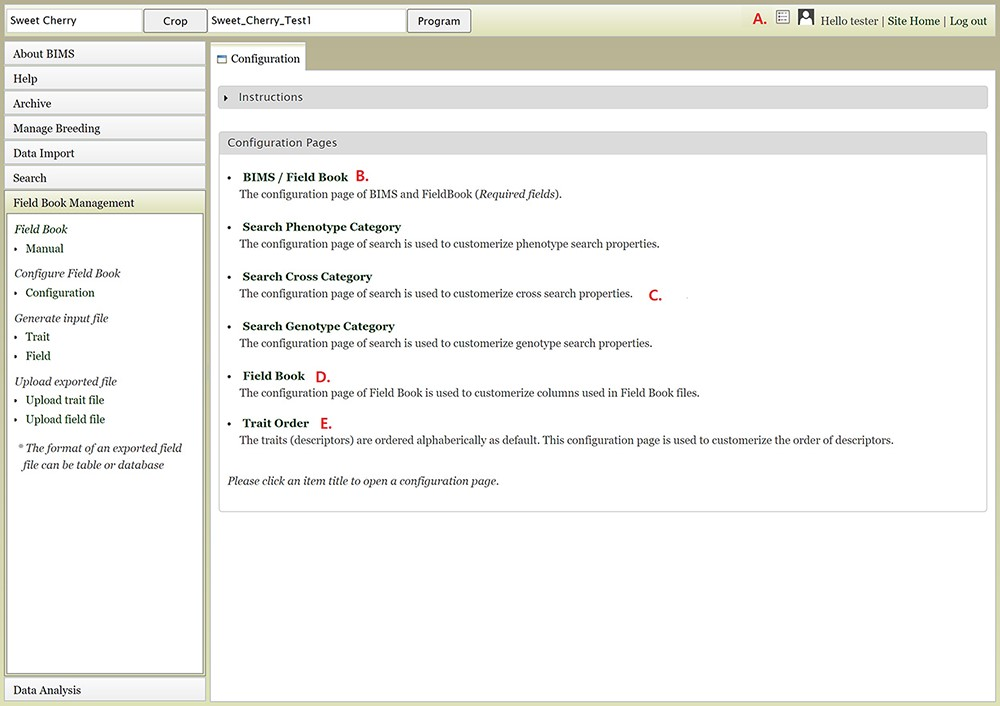 Sweet Cherry Crop Sweet_Cherry_Test1 Program A. Hello tester | Site Home | Log out
About BIMS
Help
Archive
Manage Breeding
Data Import
Search
Field Book Management
Field Book
Manual
Configure Field Book
Configuration
Generate input file
Trait
Field
Upload exported file
Upload trait file
Upload field file
* The format of an exported field
file can be table or database
Data Analysis
Configuration
Instructions
Configuration Pages
BIMS / Field Book B.
The configuration page of BIMS and FieldBook (Required fields).
Search Phenotype Category
The configuration page of search is used to customerize phenotype search properties.
Search Cross Category
The configuration page of search is used to customerize cross search properties. C.
Search Genotype Category
The configuration page of search is used to customerize genotype search properties.
Field Book D.
The configuration page of Field Book is used to customerize columns used in Field Book files.
Trait Order E.
The traits (descriptors) are ordered alphaberically as default. This configuration page is used to customerize the order of descriptors.
Please click an item title to open a configuration page.